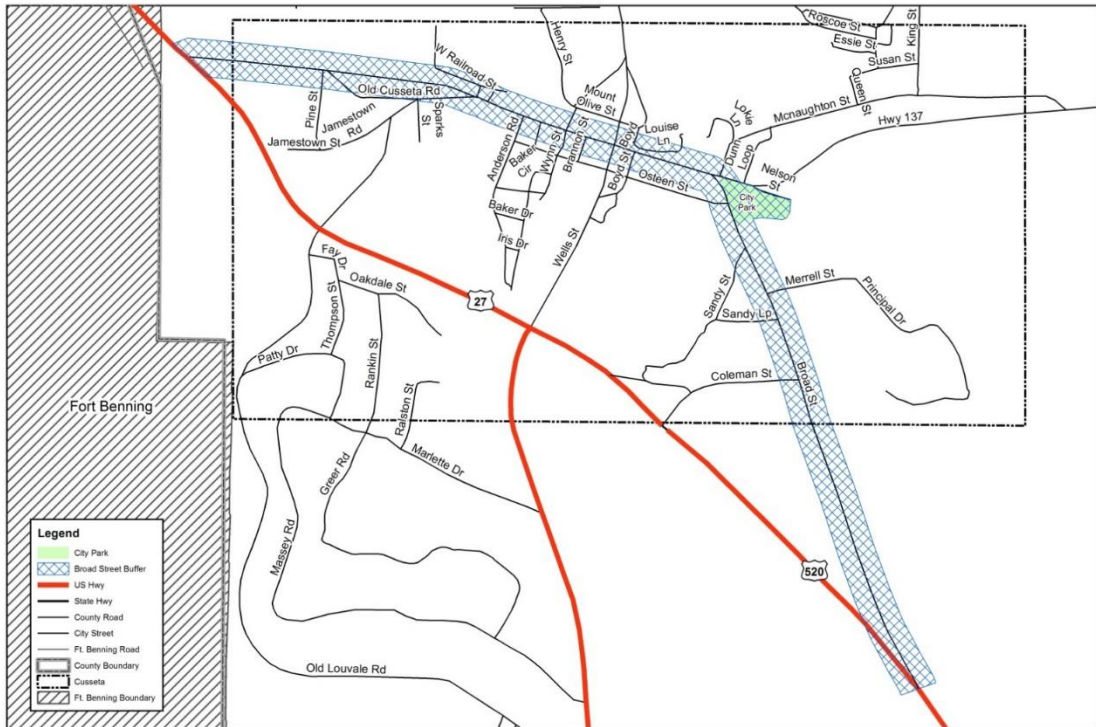 Roscoe St
Essie St
Susan St
King St
Queen St
Mcnaughton St
Hwy 137
Henry St
W Railroad St
Mount
Olive St
Old Cusseta Rd
Pine St
Jamestown
Rd
Jamestown St
Sparks
St
Anderson Rd
Baker
Cir
Wynn St
Brannon St
Boyd St
Boyd
Louise
Ln
Lokie
Ln
Dunn
Loop
Nelson
St
Osteen St
City
Park
Baker Dr
Iris Dr
Wells St
Fay Dr
Oakdale St
Thompson St
27
Sandy St
Merrell St
Principal Dr
Sandy Lp
Patty Dr
Rankin St
Ralston St
Coleman St
Broad St
Fort Benning
Greer Rd
Marlette Dr
Massey Rd
520
Old Louvale Rd
Legend
City Park
Broad Street Buffer
US Hwy
State Hwy
County Road
City Street
Ft. Benning Road
County Boundary
Cusseta
Ft. Benning Boundary